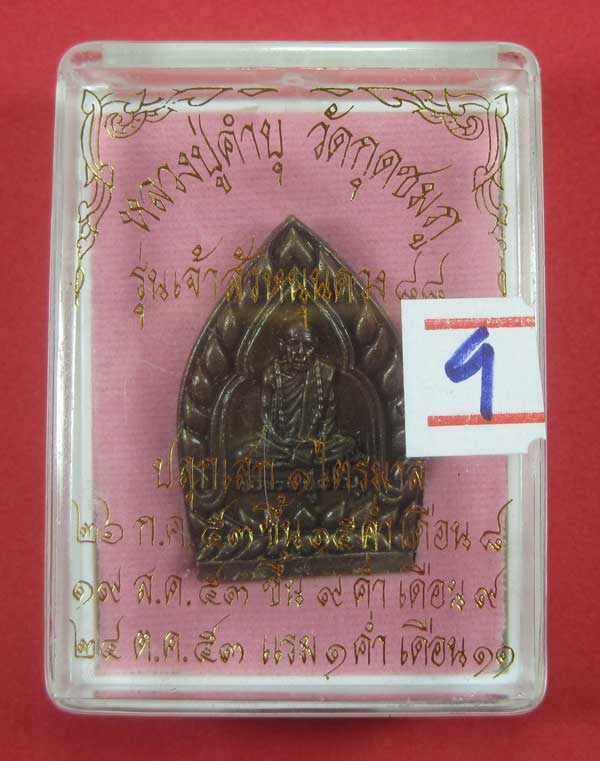 หลวงปู่คำบุ วัดกุดชมภู
รุ่นเจ้าสัวหนุนดวง ๘๘
ปลุกเสก ๑ ไตรมาส
๒๖ ก.ค. ๕๓ ขึ้น ๑๕ ค่ำ เดือน ๘
๑๙ ส.ค. ๕๓ ขึ้น ๙ ค่ำ เดือน ๙
๒๔ ต.ค. ๕๓ แรม ๑ ค่ำ เดือน ๑๑